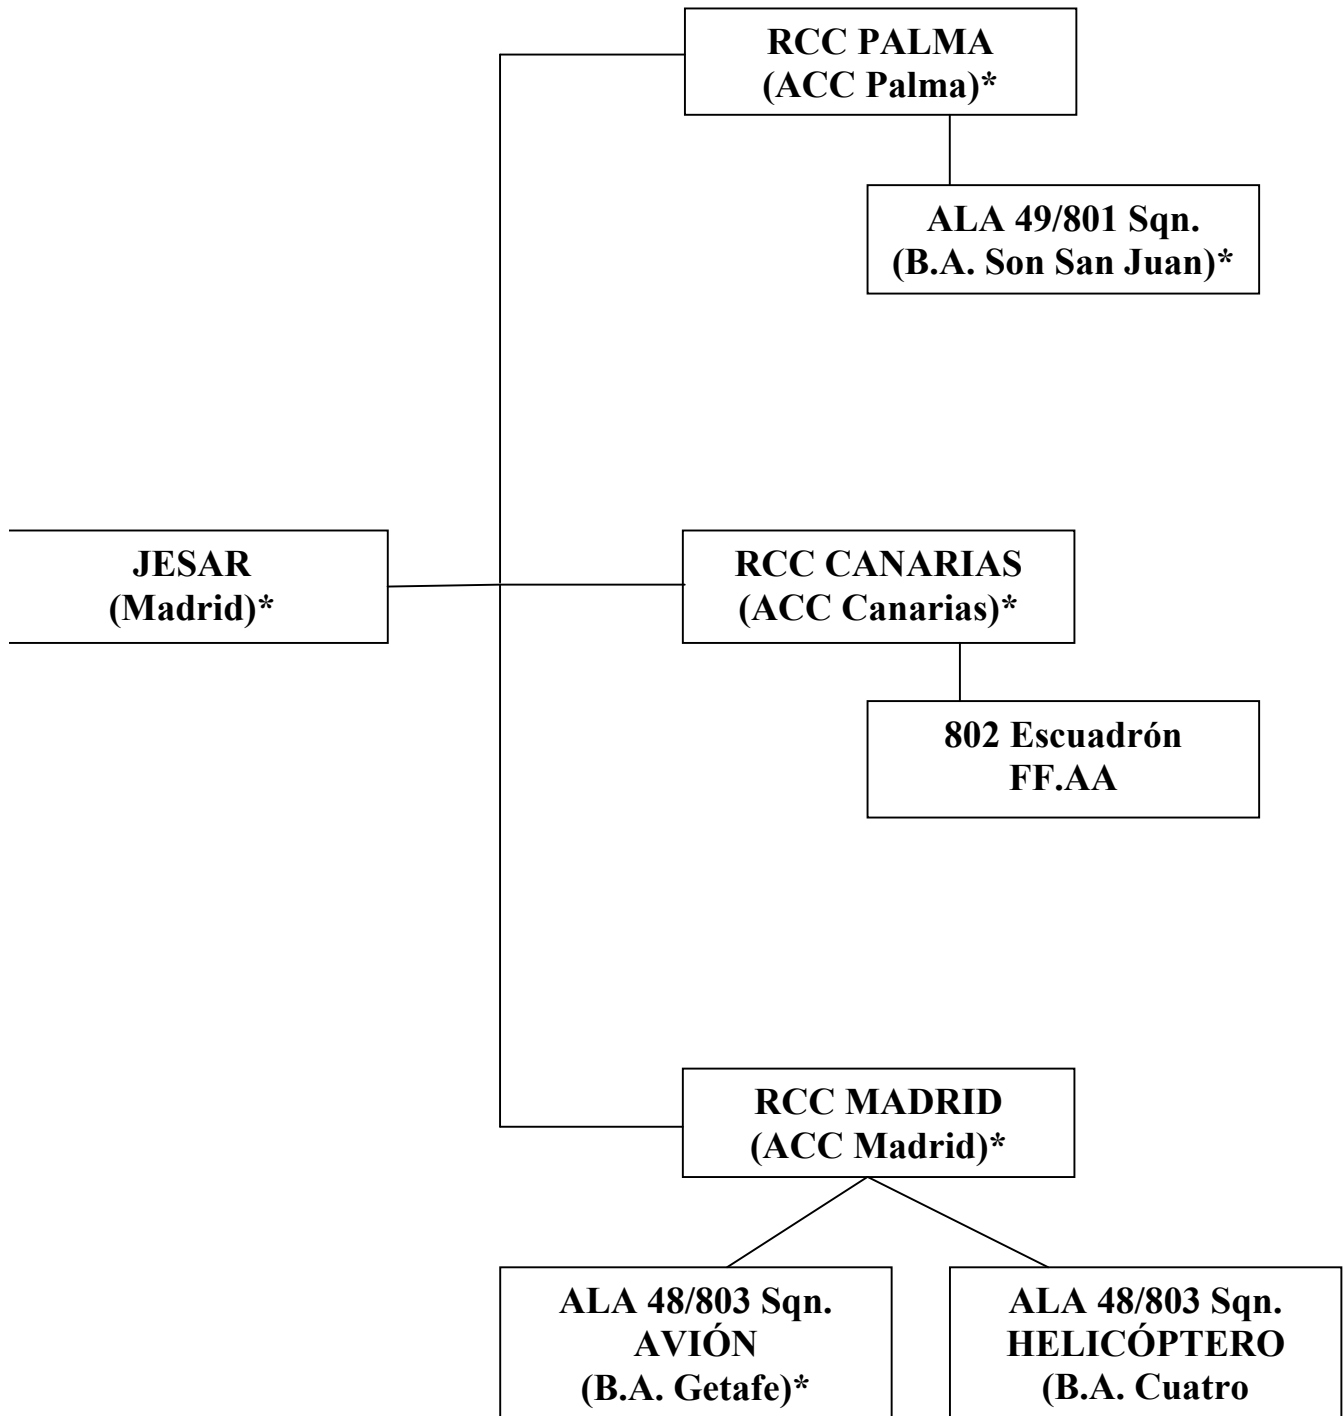 RCC PALMA
(ACC Palma)*
ALA 49/801 Sqn.
(B.A. Son San Juan)*
JESAR
(Madrid)*
RCC CANARIAS
(ACC Canarias)*
802 Escuadrón
FF.AA
RCC MADRID
(ACC Madrid)*
ALA 48/803 Sqn.
AVIÓN
(B.A. Getafe)*
ALA 48/803 Sqn.
HELICÓPTERO
(B.A. Cuatro